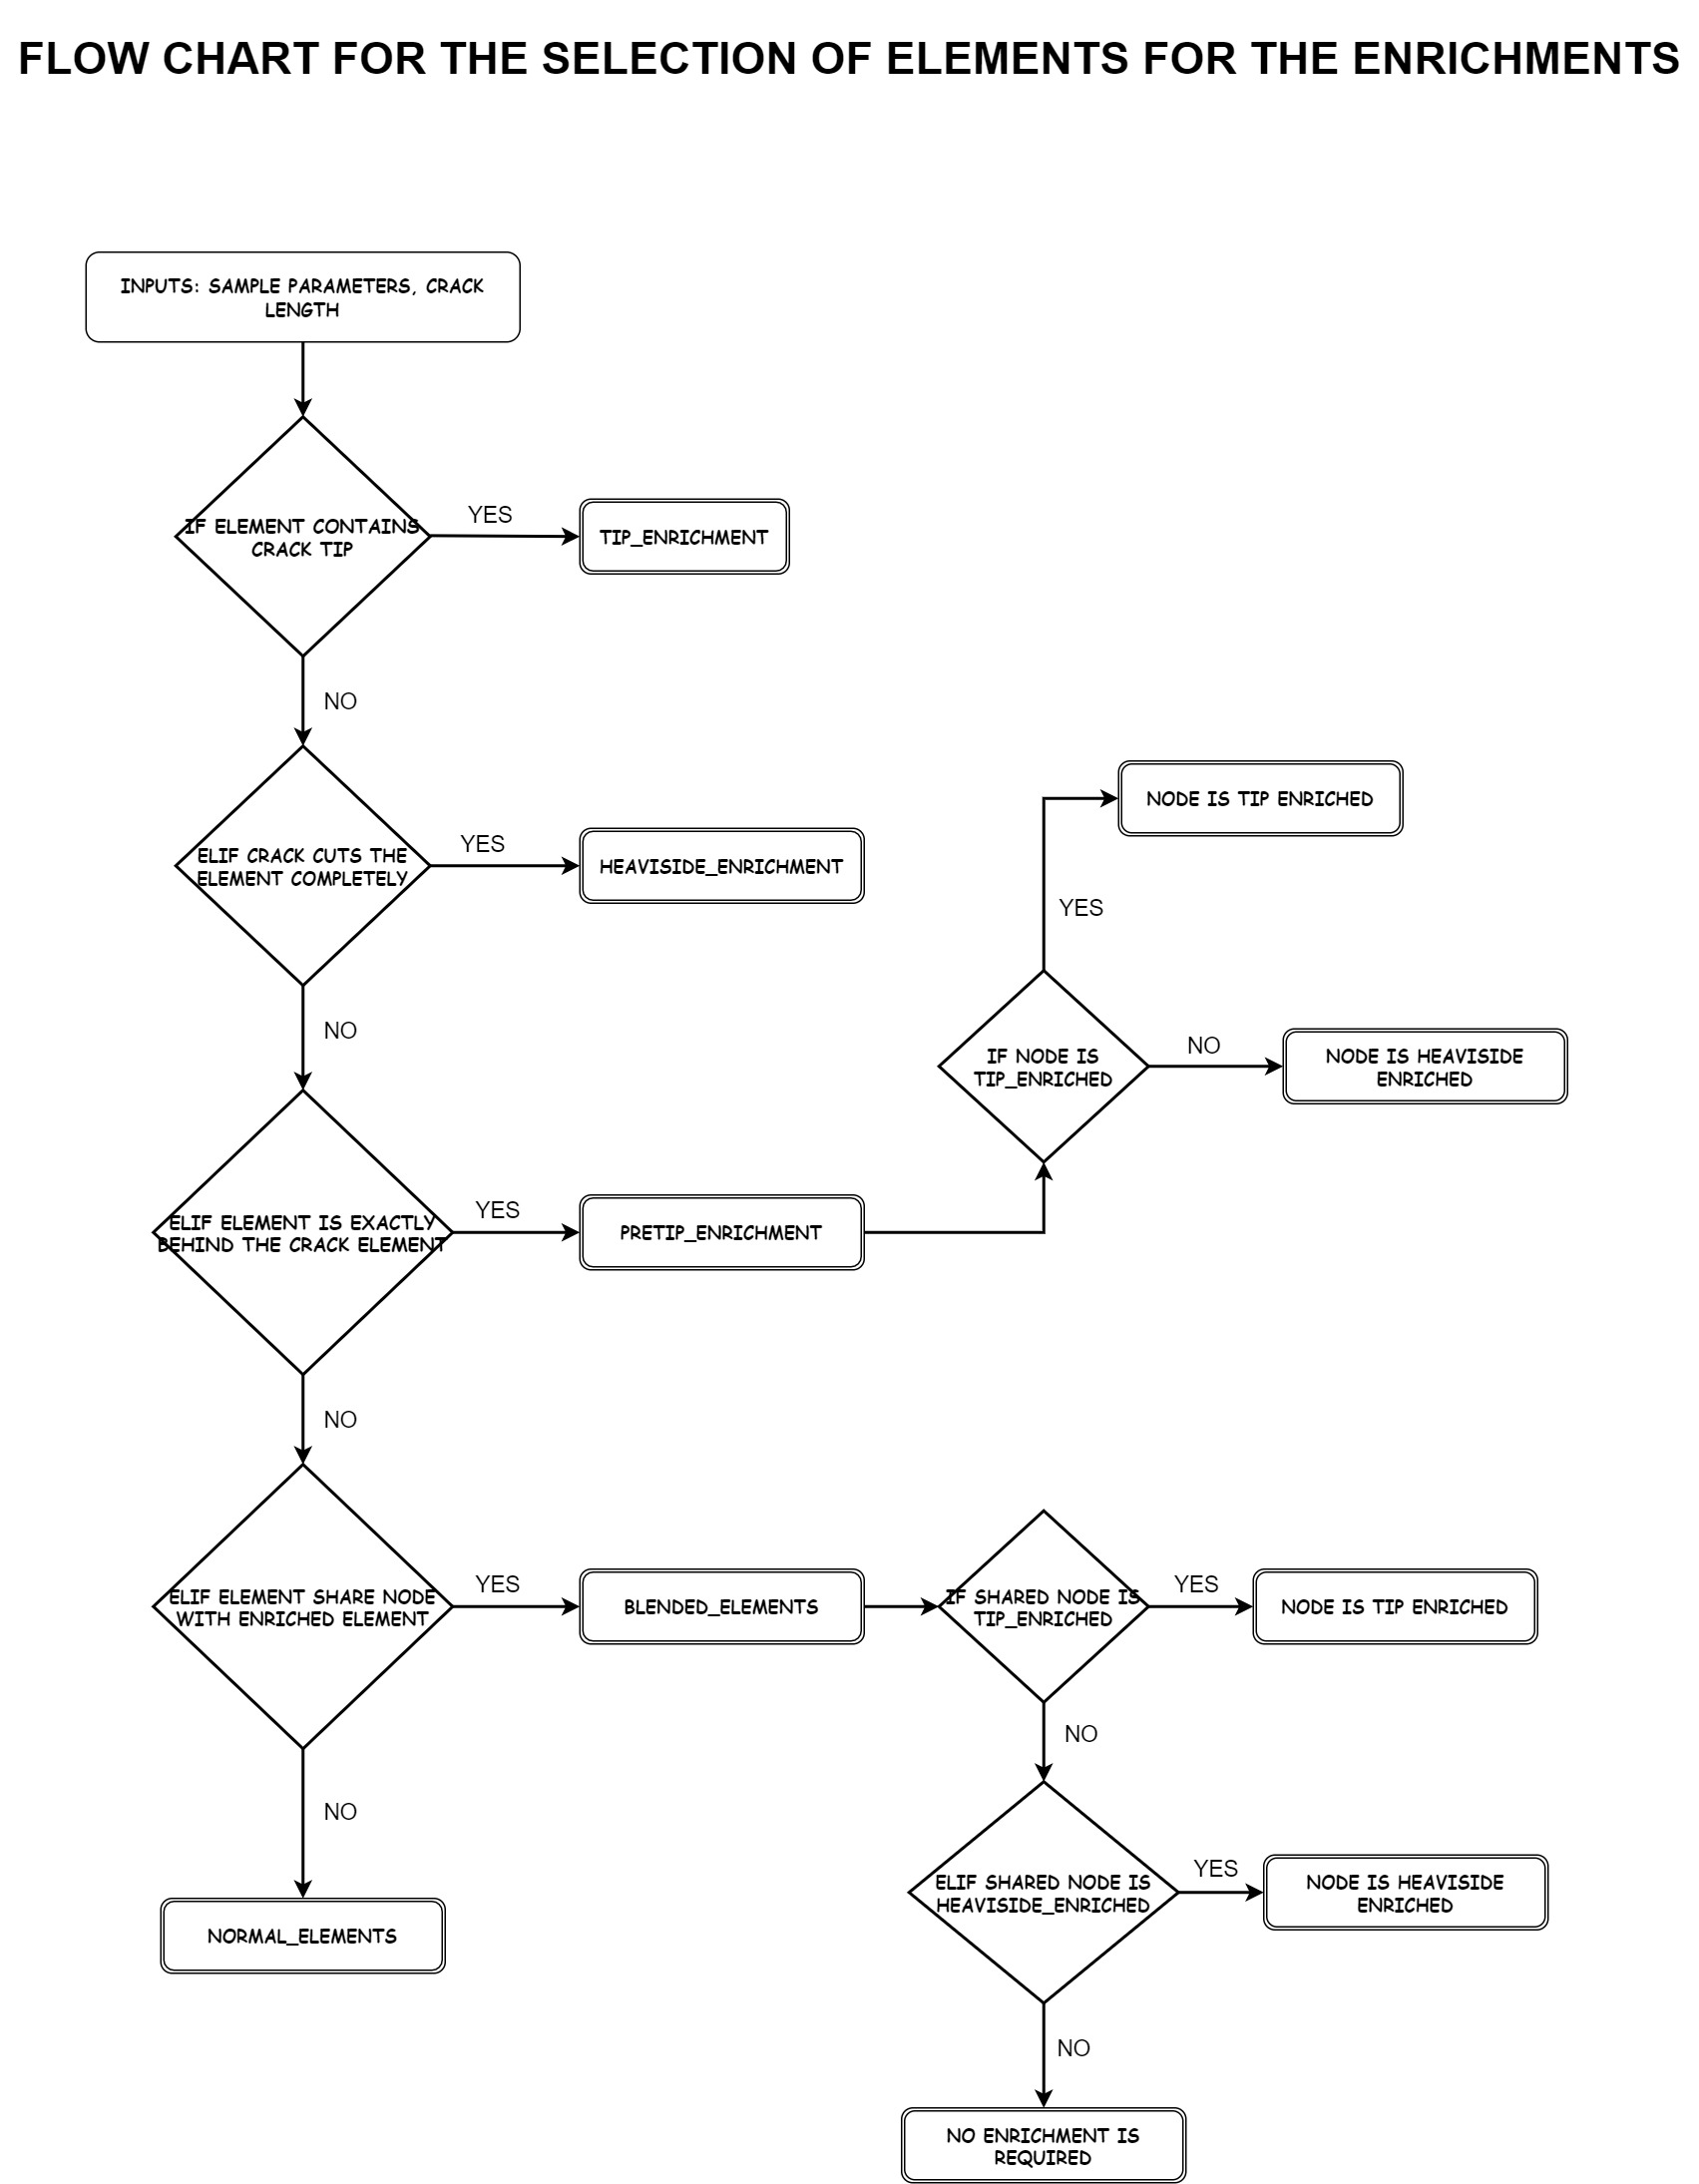 FLOW CHART FOR THE SELECTION OF ELEMENTS FOR THE ENRICHMENTS
INPUTS: SAMPLE PARAMETERS, CRACK
LENGTH
IF ELEMENT CONTAINS
CRACK TIP
YES
TIP_ENRICHMENT
NO
ELIF CRACK CUTS THE
ELEMENT COMPLETELY
YES
HEAVISIDE_ENRICHMENT
NO
ELIF ELEMENT IS EXACTLY
BEHIND THE CRACK ELEMENT
YES
PRETIP_ENRICHMENT
IF NODE IS
TIP_ENRICHED
YES
NODE IS TIP ENRICHED
NO
NODE IS HEAVISIDE
ENRICHED
NO
ELIF ELEMENT SHARE NODE
WITH ENRICHED ELEMENT
YES
BLENDED_ELEMENTS
IF SHARED NODE IS
TIP_ENRICHED
YES
NODE IS TIP ENRICHED
NO
ELIF SHARED NODE IS
HEAVISIDE_ENRICHED
YES
NODE IS HEAVISIDE
ENRICHED
NO
NO ENRICHMENT IS
REQUIRED
NO
NORMAL_ELEMENTS